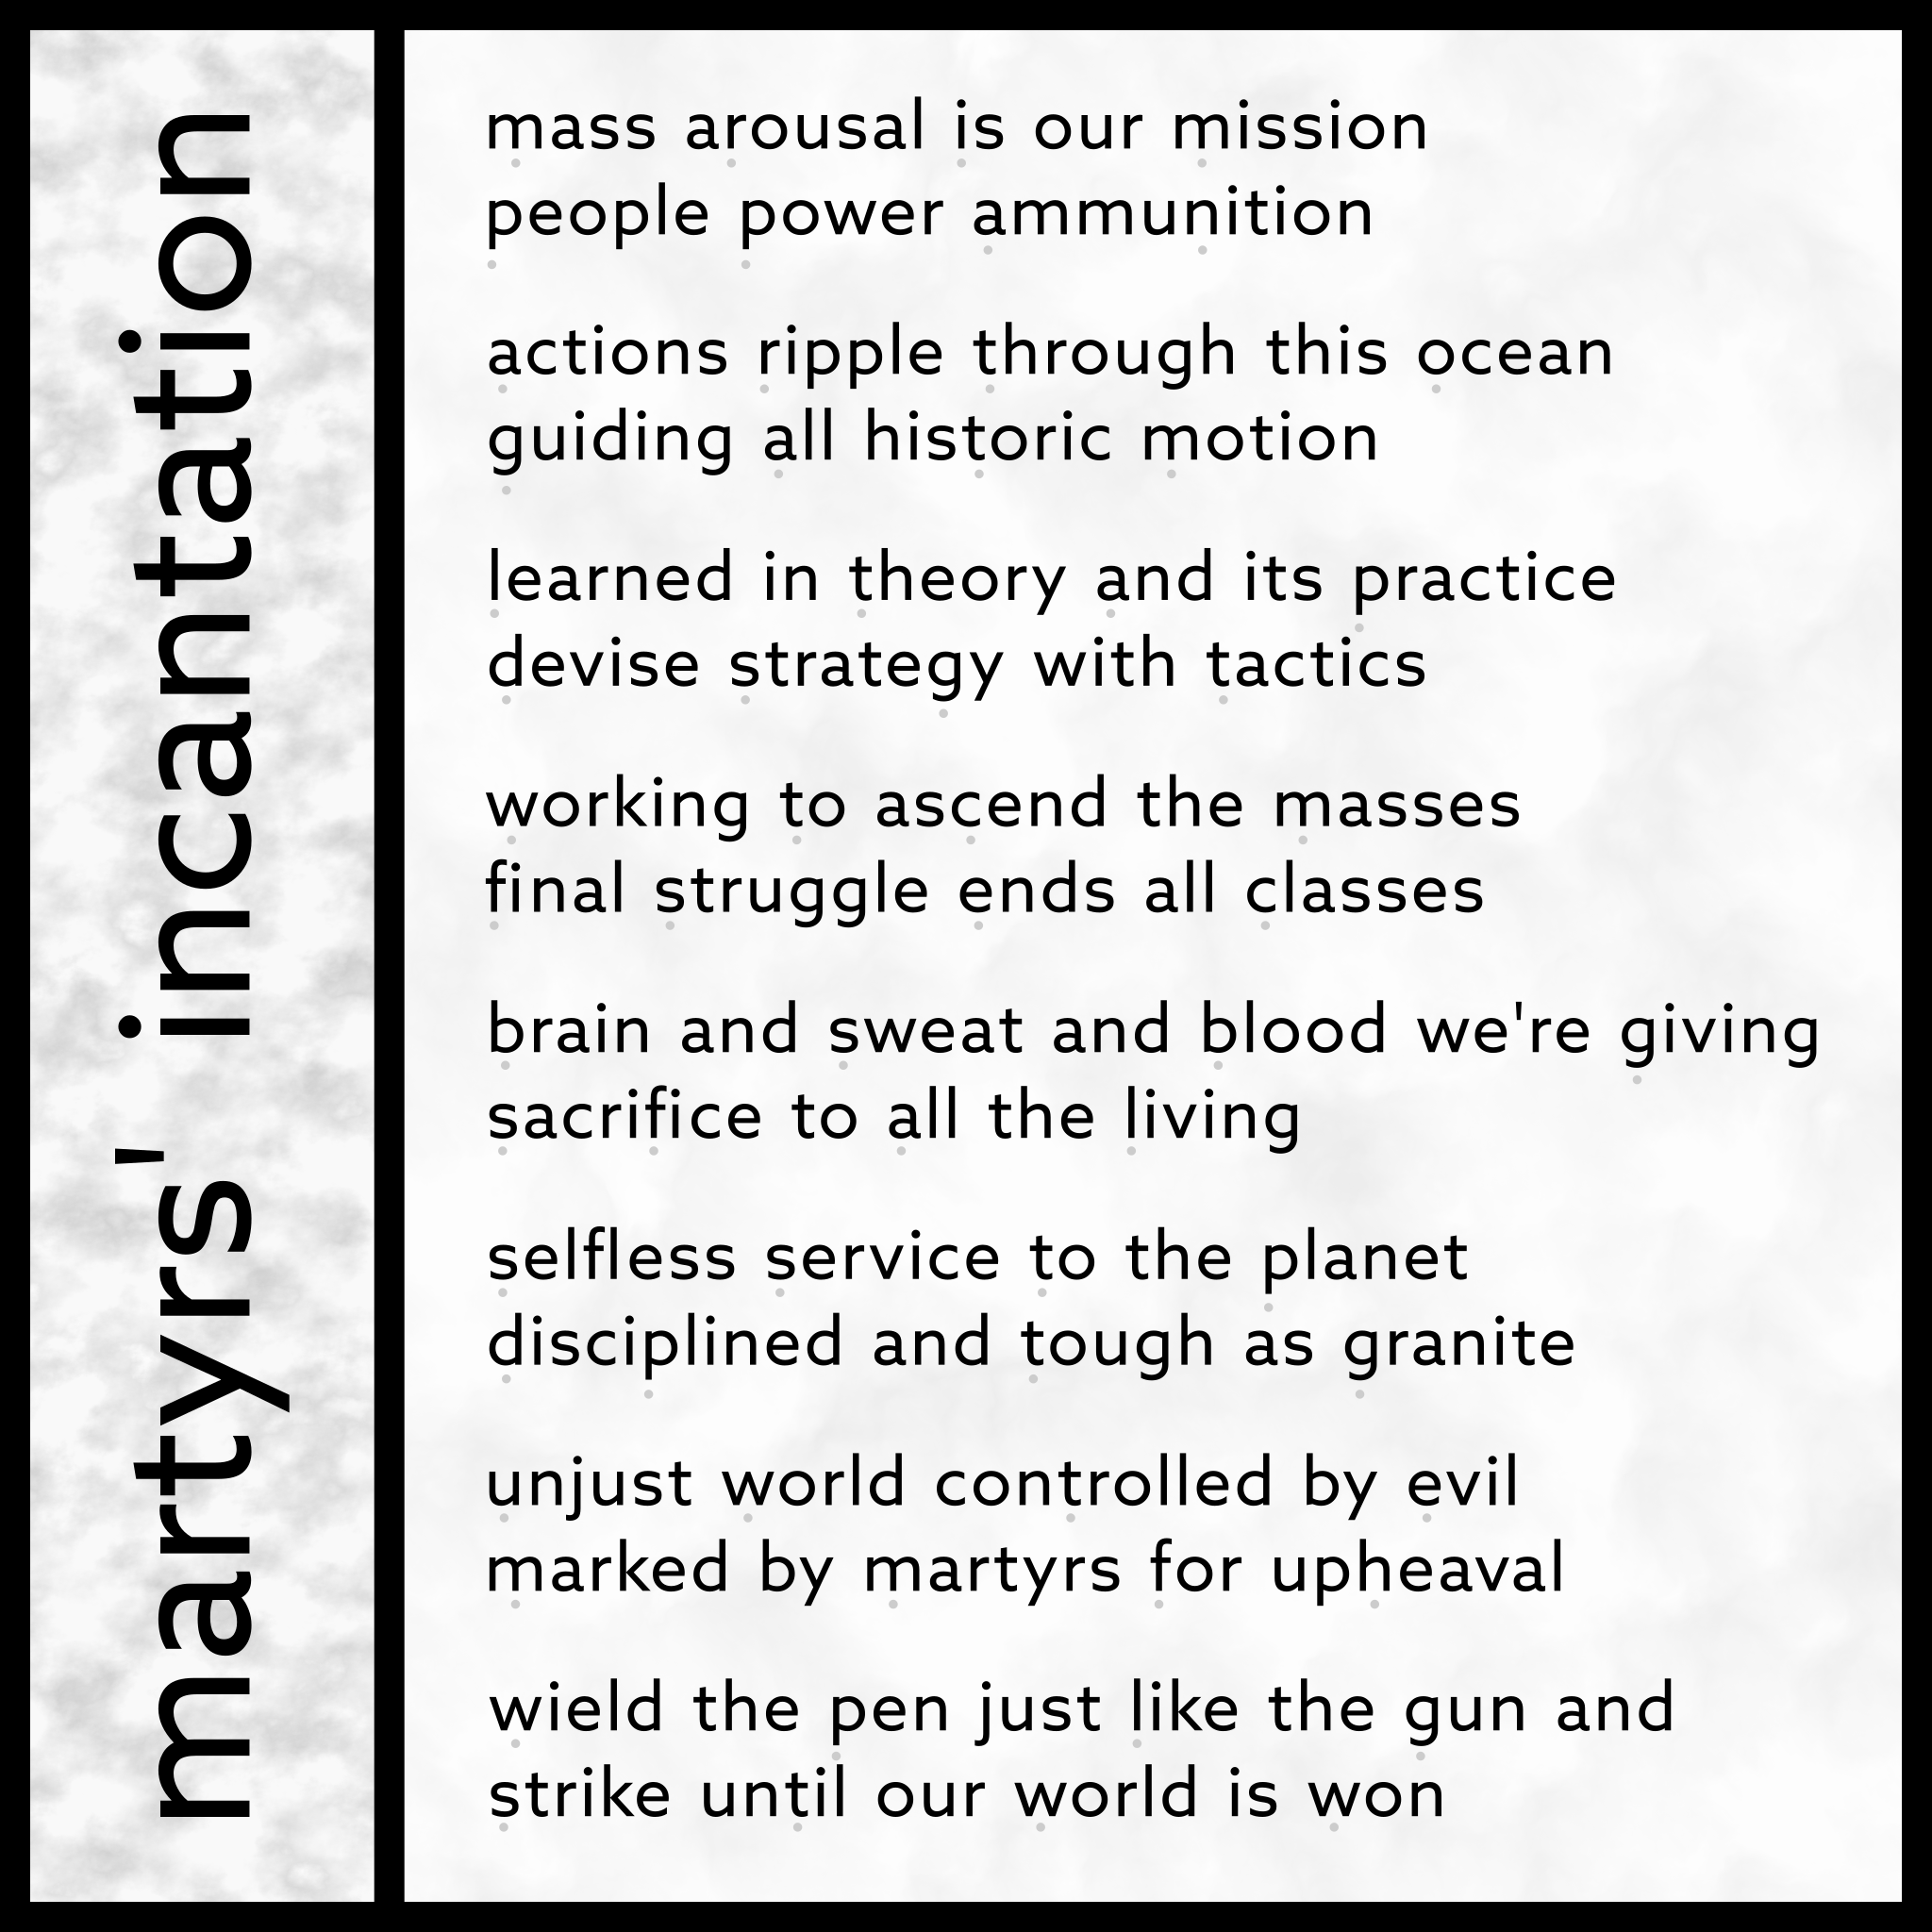 martyrs' incantation
mass arousal is our mission
people power ammunition
actions ripple through this ocean
guiding all historic motion
learned in theory and its practice
devise strategy with tactics
working to ascend the masses
final struggle ends all classes
brain and sweat and blood we're giving
sacrifice to all the living
selfless service to the planet
disciplined and tough as granite
unjust world controlled by evil
marked by martyrs for upheaval
wield the pen just like the gun and
strike until our world is won